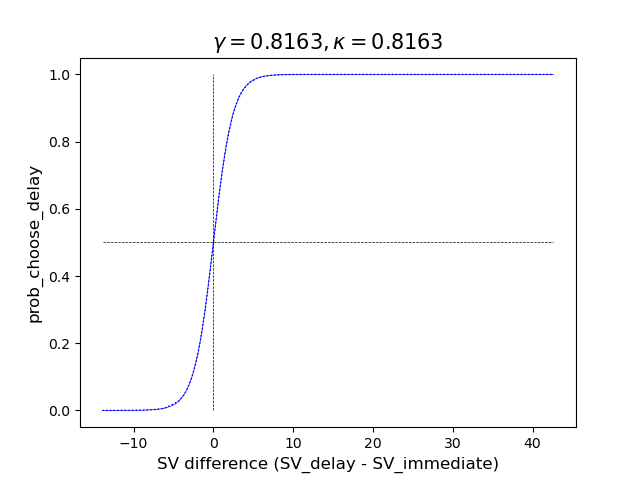 γ = 0.8163, κ = 0.8163
1.0
0.8
0.6
0.4
0.2
0.0
prob_choose_delay
−10 0 10 20 30 40
SV difference (SV_delay - SV_immediate)